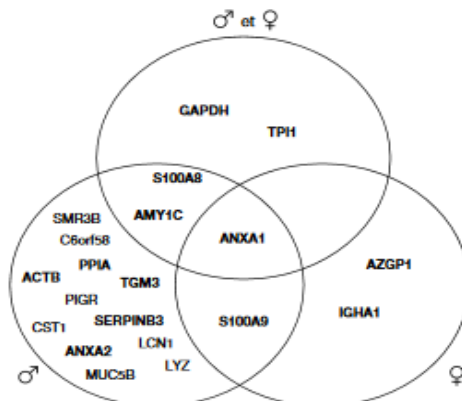 ♂ et ♀
GAPDH
TPI1
S100A8
SMR3B
AMY1C
C6orf58
ANXA1
PPIA
AZGP1
ACTB
TGM3
PIGR
IGHA1
SERPINB3
S100A9
CST1
LCN1
ANXA2
LYZ
♂
MUC5B
♀